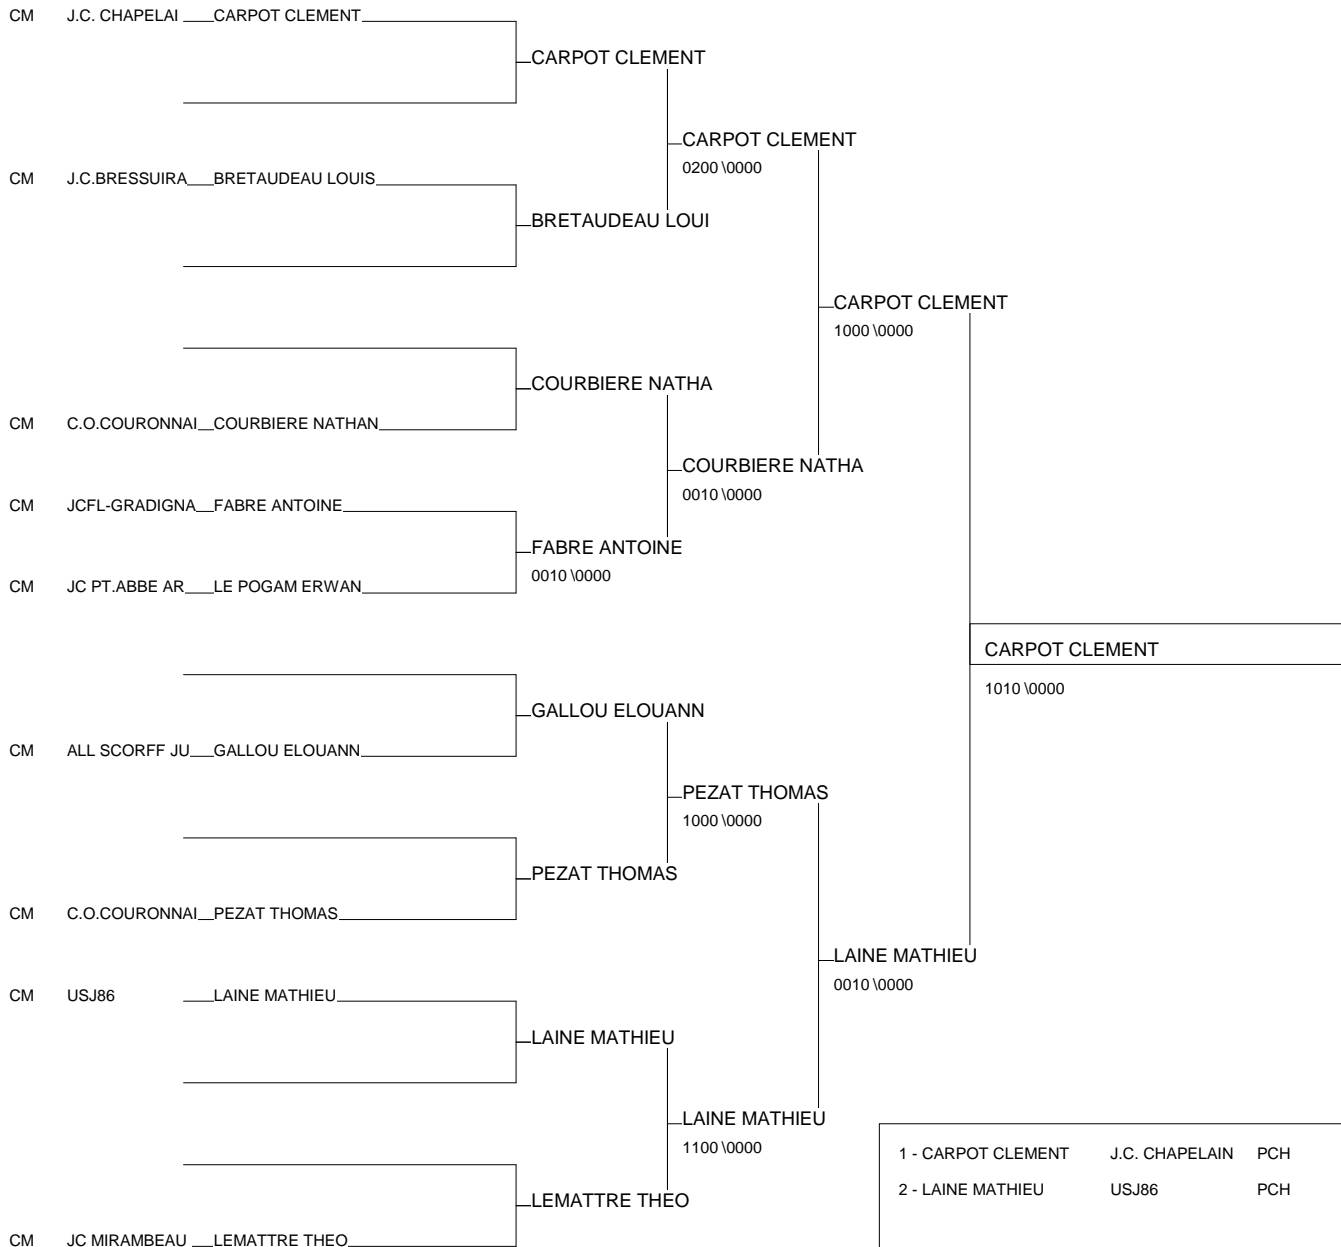 CM J.C. CHAPELAI CARPOT CLEMENT
CARPOT CLEMENT
CARPOT CLEMENT
0200 \0000
CM J.C.BRESSUIRA BRETAUDEAU LOUIS
BRETAUDEAU LOUI
CARPOT CLEMENT
1000 \0000
COURBIERE NATHA
CM C.O.COURONNAI COURBIERE NATHAN
COURBIERE NATHA
0010 \0000
CM JCFL-GRADIGNA FABRE ANTOINE
FABRE ANTOINE
0010 \0000
CM JC PT.ABBE AR LE POGAM ERWAN
CARPOT CLEMENT
1010 \0000
GALLOU ELOUANN
CM ALL SCORFF JU GALLOU ELOUANN
PEZAT THOMAS
1000 \0000
PEZAT THOMAS
CM C.O.COURONNAI PEZAT THOMAS
LAINE MATHIEU
0010 \0000
CM USJ86 LAINE MATHIEU
LAINE MATHIEU
LAINE MATHIEU
1100 \0000
1 - CARPOT CLEMENT J.C. CHAPELAIN PCH
2 - LAINE MATHIEU USJ86 PCH
LEMATTRE THEO
CM JC MIRAMBEAU LEMATTRE THEO